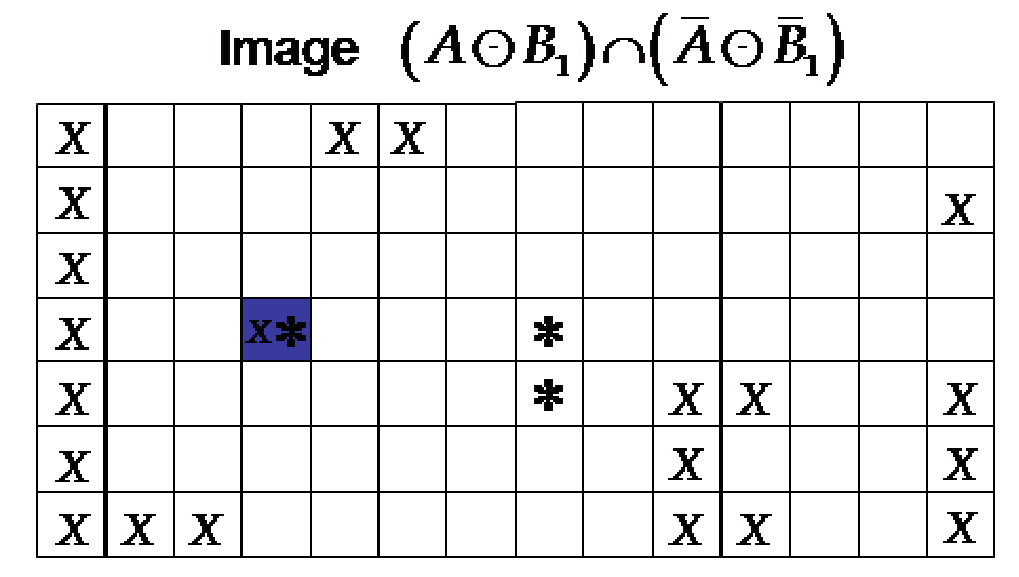 Image (A⊙B₁)∩(A̅⊙B̅₁)
X X X
X X
X
X x* *
X * X X X
X X X
X X X X X X